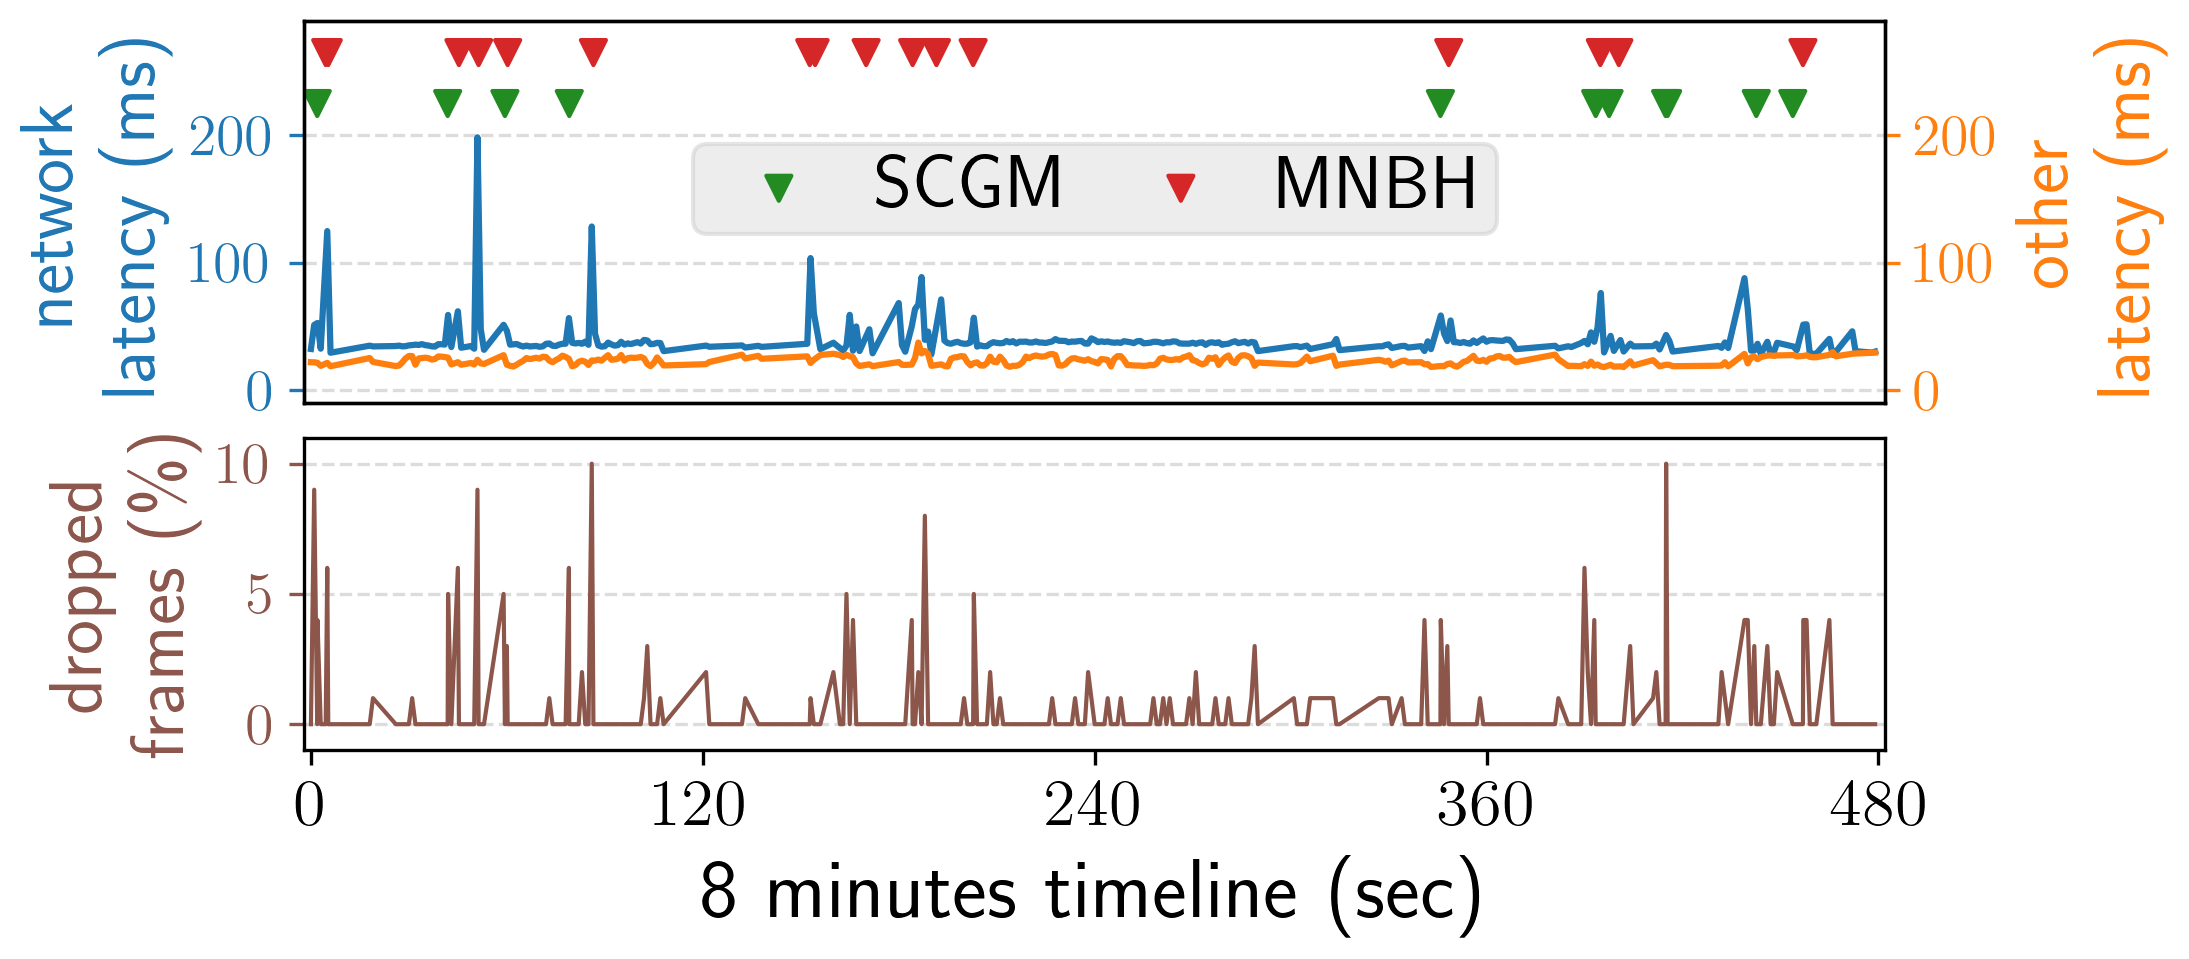 network
latency (ms)
200
100
0
SCGM
MNBH
200
100
0
other
latency (ms)
dropped
frames (%)
10
5
0
0
120
240
360
480
8 minutes timeline (sec)